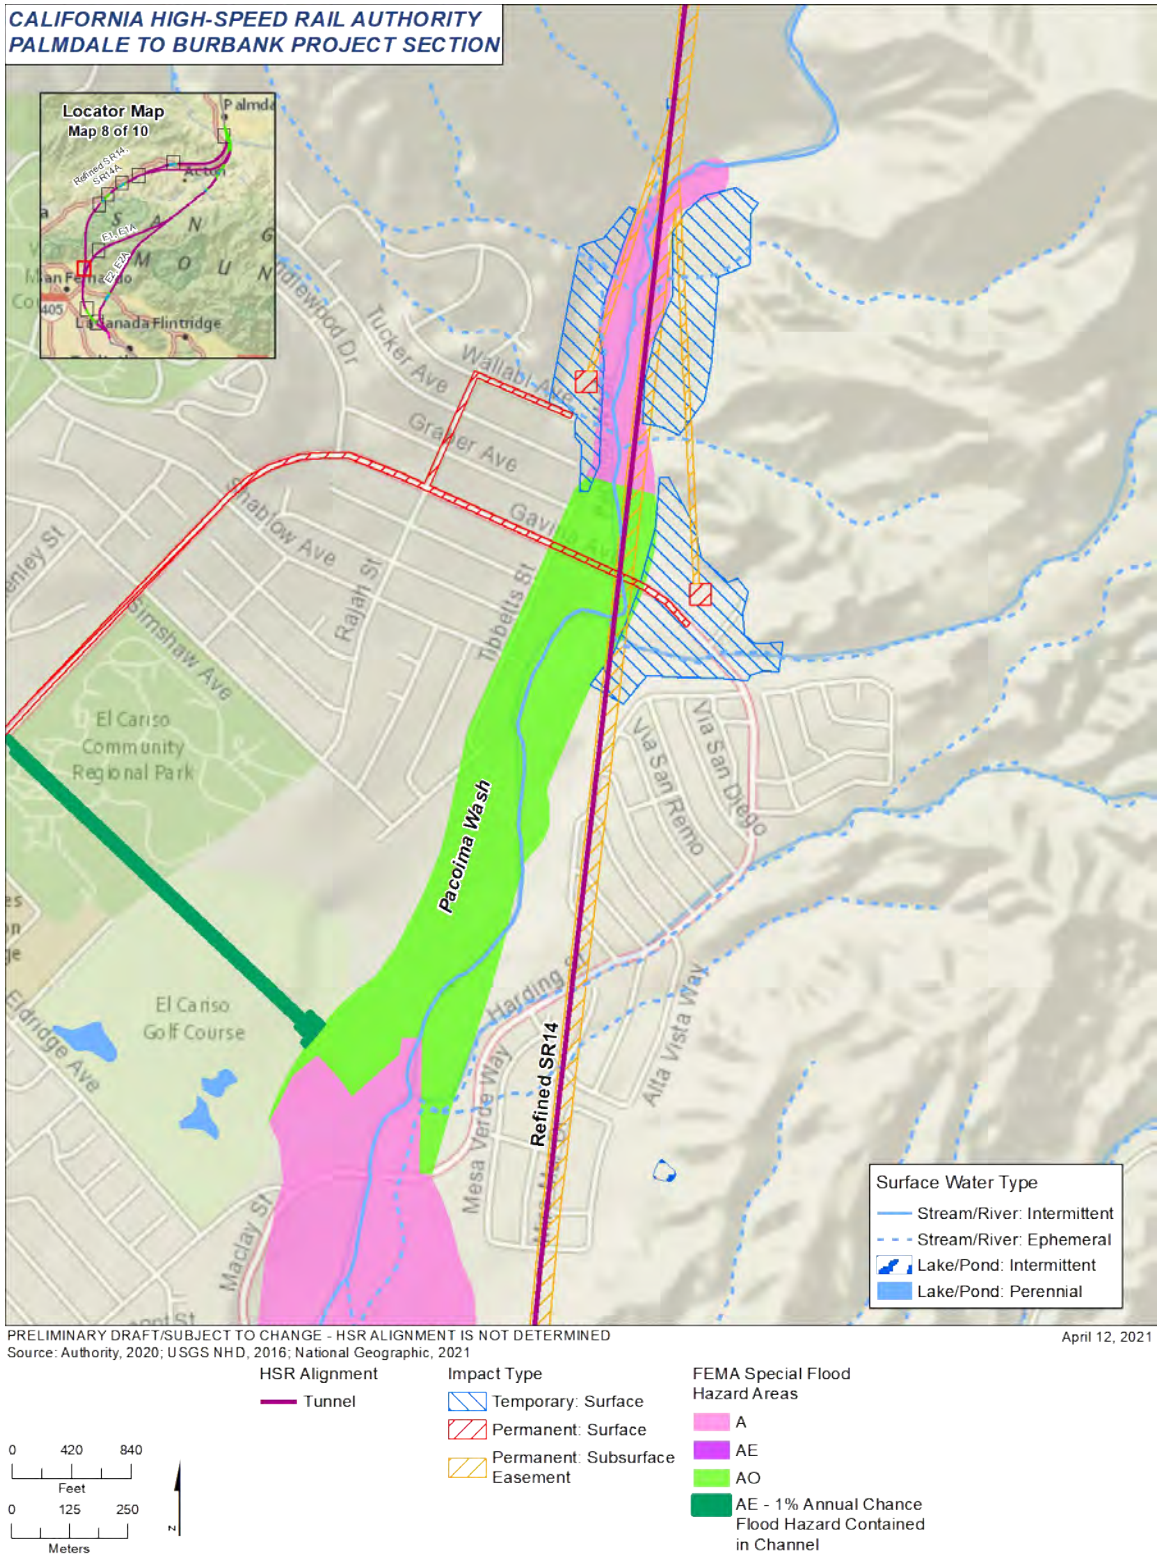 CALIFORNIA HIGH-SPEED RAIL AUTHORITY
PALMDALE TO BURBANK PROJECT SECTION
Locator Map
Map 8 of 10
Palmda
Refined SR14,
SR14A
Acton
S A N
G
E1, E1A
M O U N
E2, E2A
San Fernando
405
La Canada Flintridge
ndlewood Dr
Tucker Ave
Wallabi Ave
Graber Ave
Gavina Ave
Shablow Ave
enley St
Rajah St
Tibbetts St
Simshaw Ave
El Cariso
Community
Regional Park
Via San Diego
Via San Remo
Pacoima Wash
Harding St
El Cariso
Golf Course
Eldridge Ave
Alta Vista Way
Mesa Verde Way
Refined SR14
Maclay St
Surface Water Type
Stream/River: Intermittent
Stream/River: Ephemeral
Lake/Pond: Intermittent
Lake/Pond: Perennial
PRELIMINARY DRAFT/SUBJECT TO CHANGE - HSR ALIGNMENT IS NOT DETERMINED
April 12, 2021
Source: Authority, 2020; USGS NHD, 2016; National Geographic, 2021
HSR Alignment
Tunnel
Impact Type
Temporary: Surface
Permanent: Surface
Permanent: Subsurface
Easement
FEMA Special Flood
Hazard Areas
A
AE
AO
AE - 1% Annual Chance
Flood Hazard Contained
in Channel
0 420 840
Feet
0 125 250
Meters
N